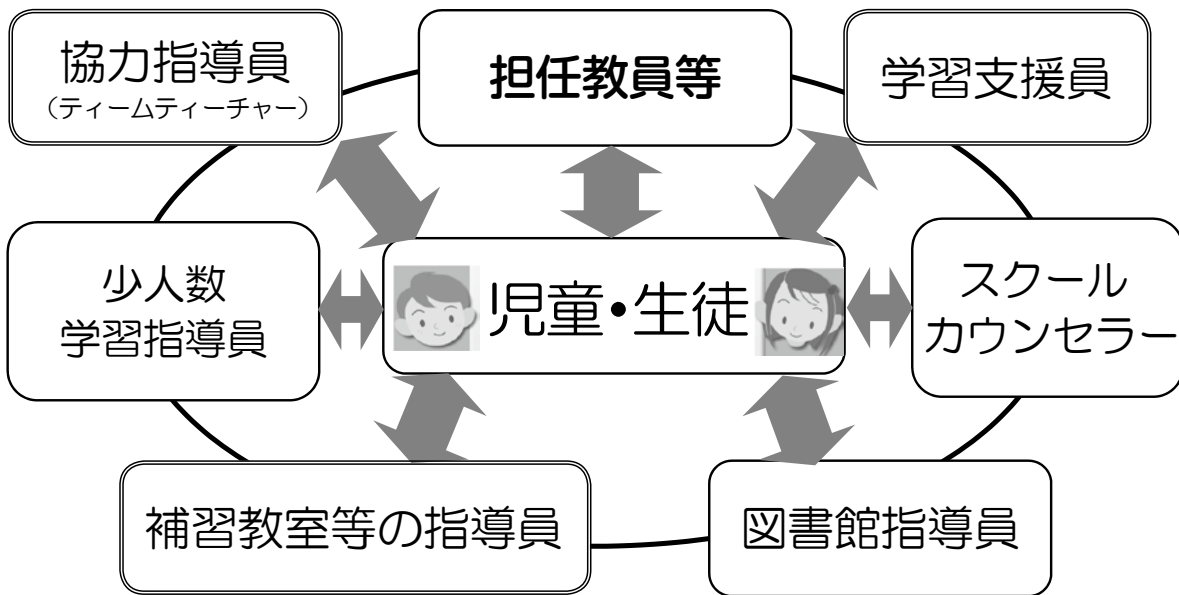 協力指導員
（ティームティーチャー）
担任教員等
学習支援員
少人数
学習指導員
児童・生徒
スクール
カウンセラー
補習教室等の指導員
図書館指導員